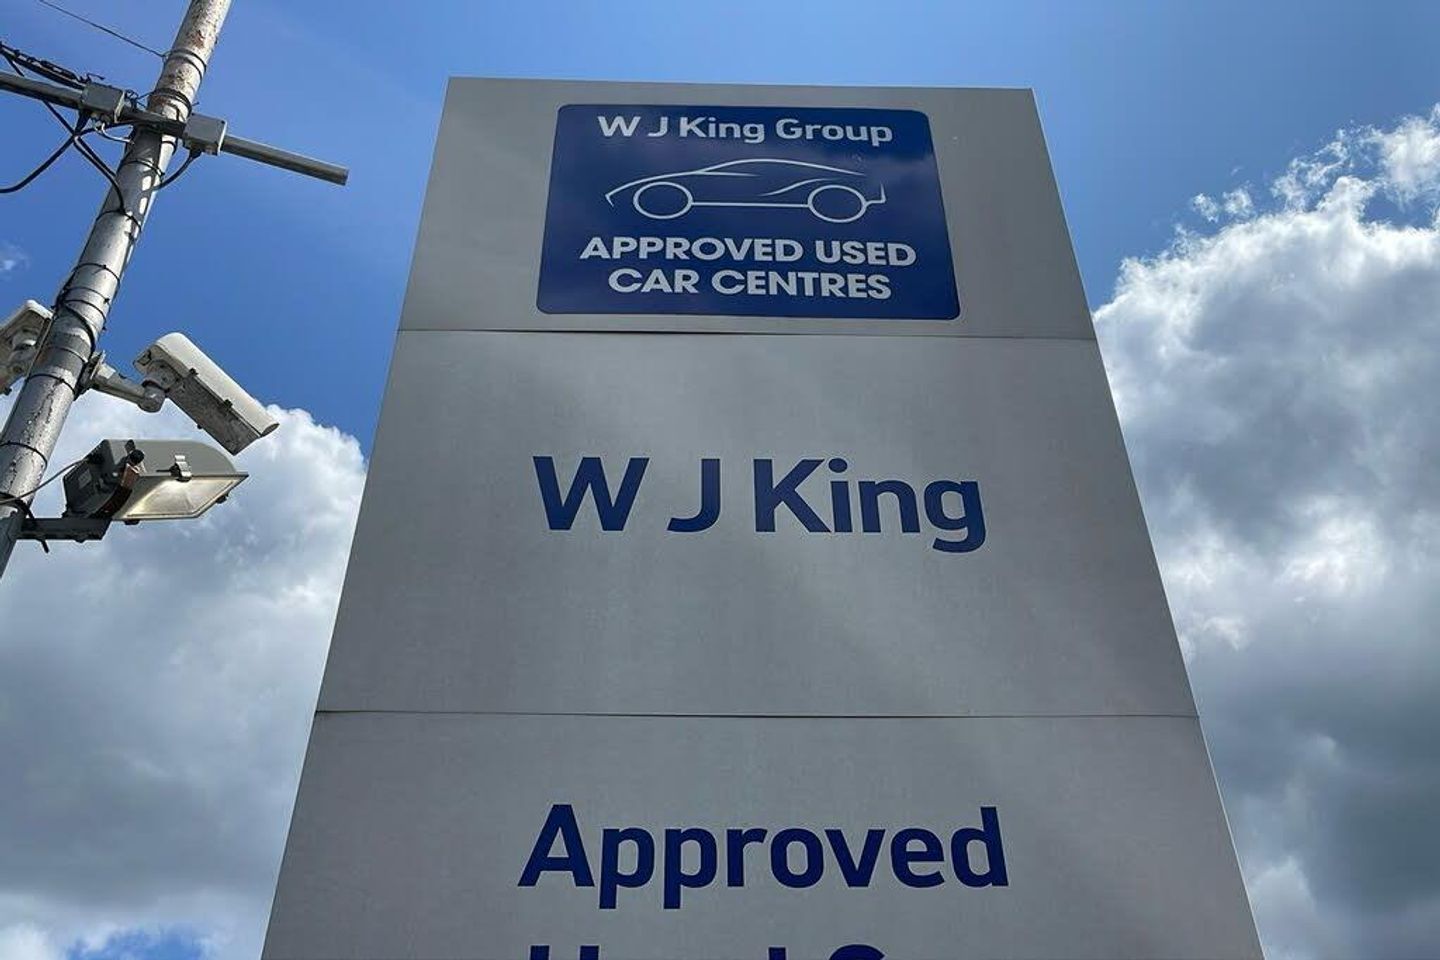 W J King Group
APPROVED USED
CAR CENTRES
W J King
Approved